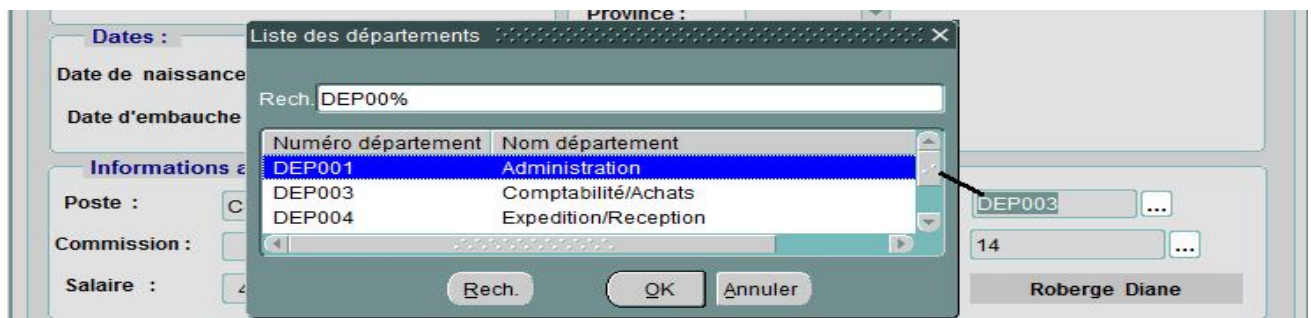 Province :
Dates :
Liste des départements
Date de naissance
Rech. DEP00%
Date d'embauche
Numéro département Nom département
DEP001 Administration
Informations a
DEP003 Comptabilité/Achats
Poste : C
DEP003 ...
DEP004 Expedition/Reception
Commission :
14 ...
Salaire :
Rech. OK Annuler
Roberge Diane